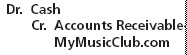 Dr. Cash
Cr. Accounts Receivable
MyMusicClub.com